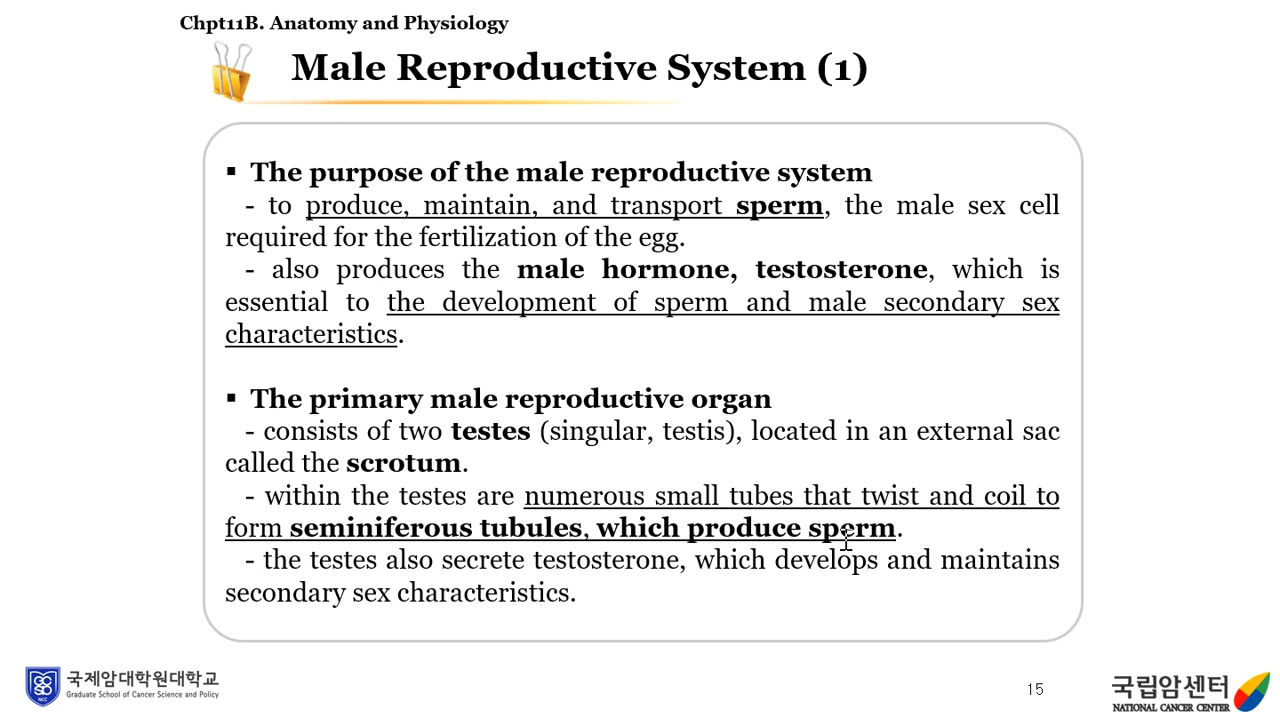 Chpt11B. Anatomy and Physiology
Male Reproductive System (1)
▪ The purpose of the male reproductive system
- to produce, maintain, and transport sperm, the male sex cell
required for the fertilization of the egg.
- also produces the male hormone, testosterone, which is
essential to the development of sperm and male secondary sex
characteristics.
▪ The primary male reproductive organ
- consists of two testes (singular, testis), located in an external sac
called the scrotum.
- within the testes are numerous small tubes that twist and coil to
form seminiferous tubules, which produce sperm.
- the testes also secrete testosterone, which develops and maintains
secondary sex characteristics.
NCC
국제암대학원대학교
Graduate School of Cancer Science and Policy
15
국립암센터
NATIONAL CANCER CENTER